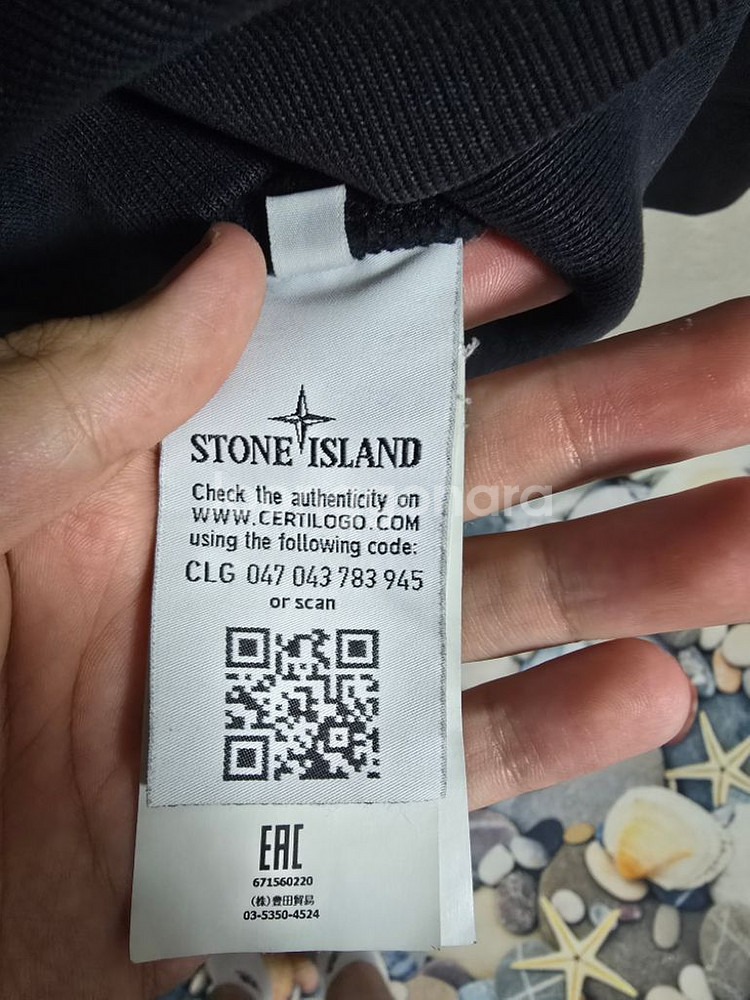 STONE ISLAND
Check the authenticity on
WWW.CERTILOGO.COM
using the following code:
CLG 047 043 783 945
or scan
EAC
671560220
(株)豊田貿易
03-5350-4524